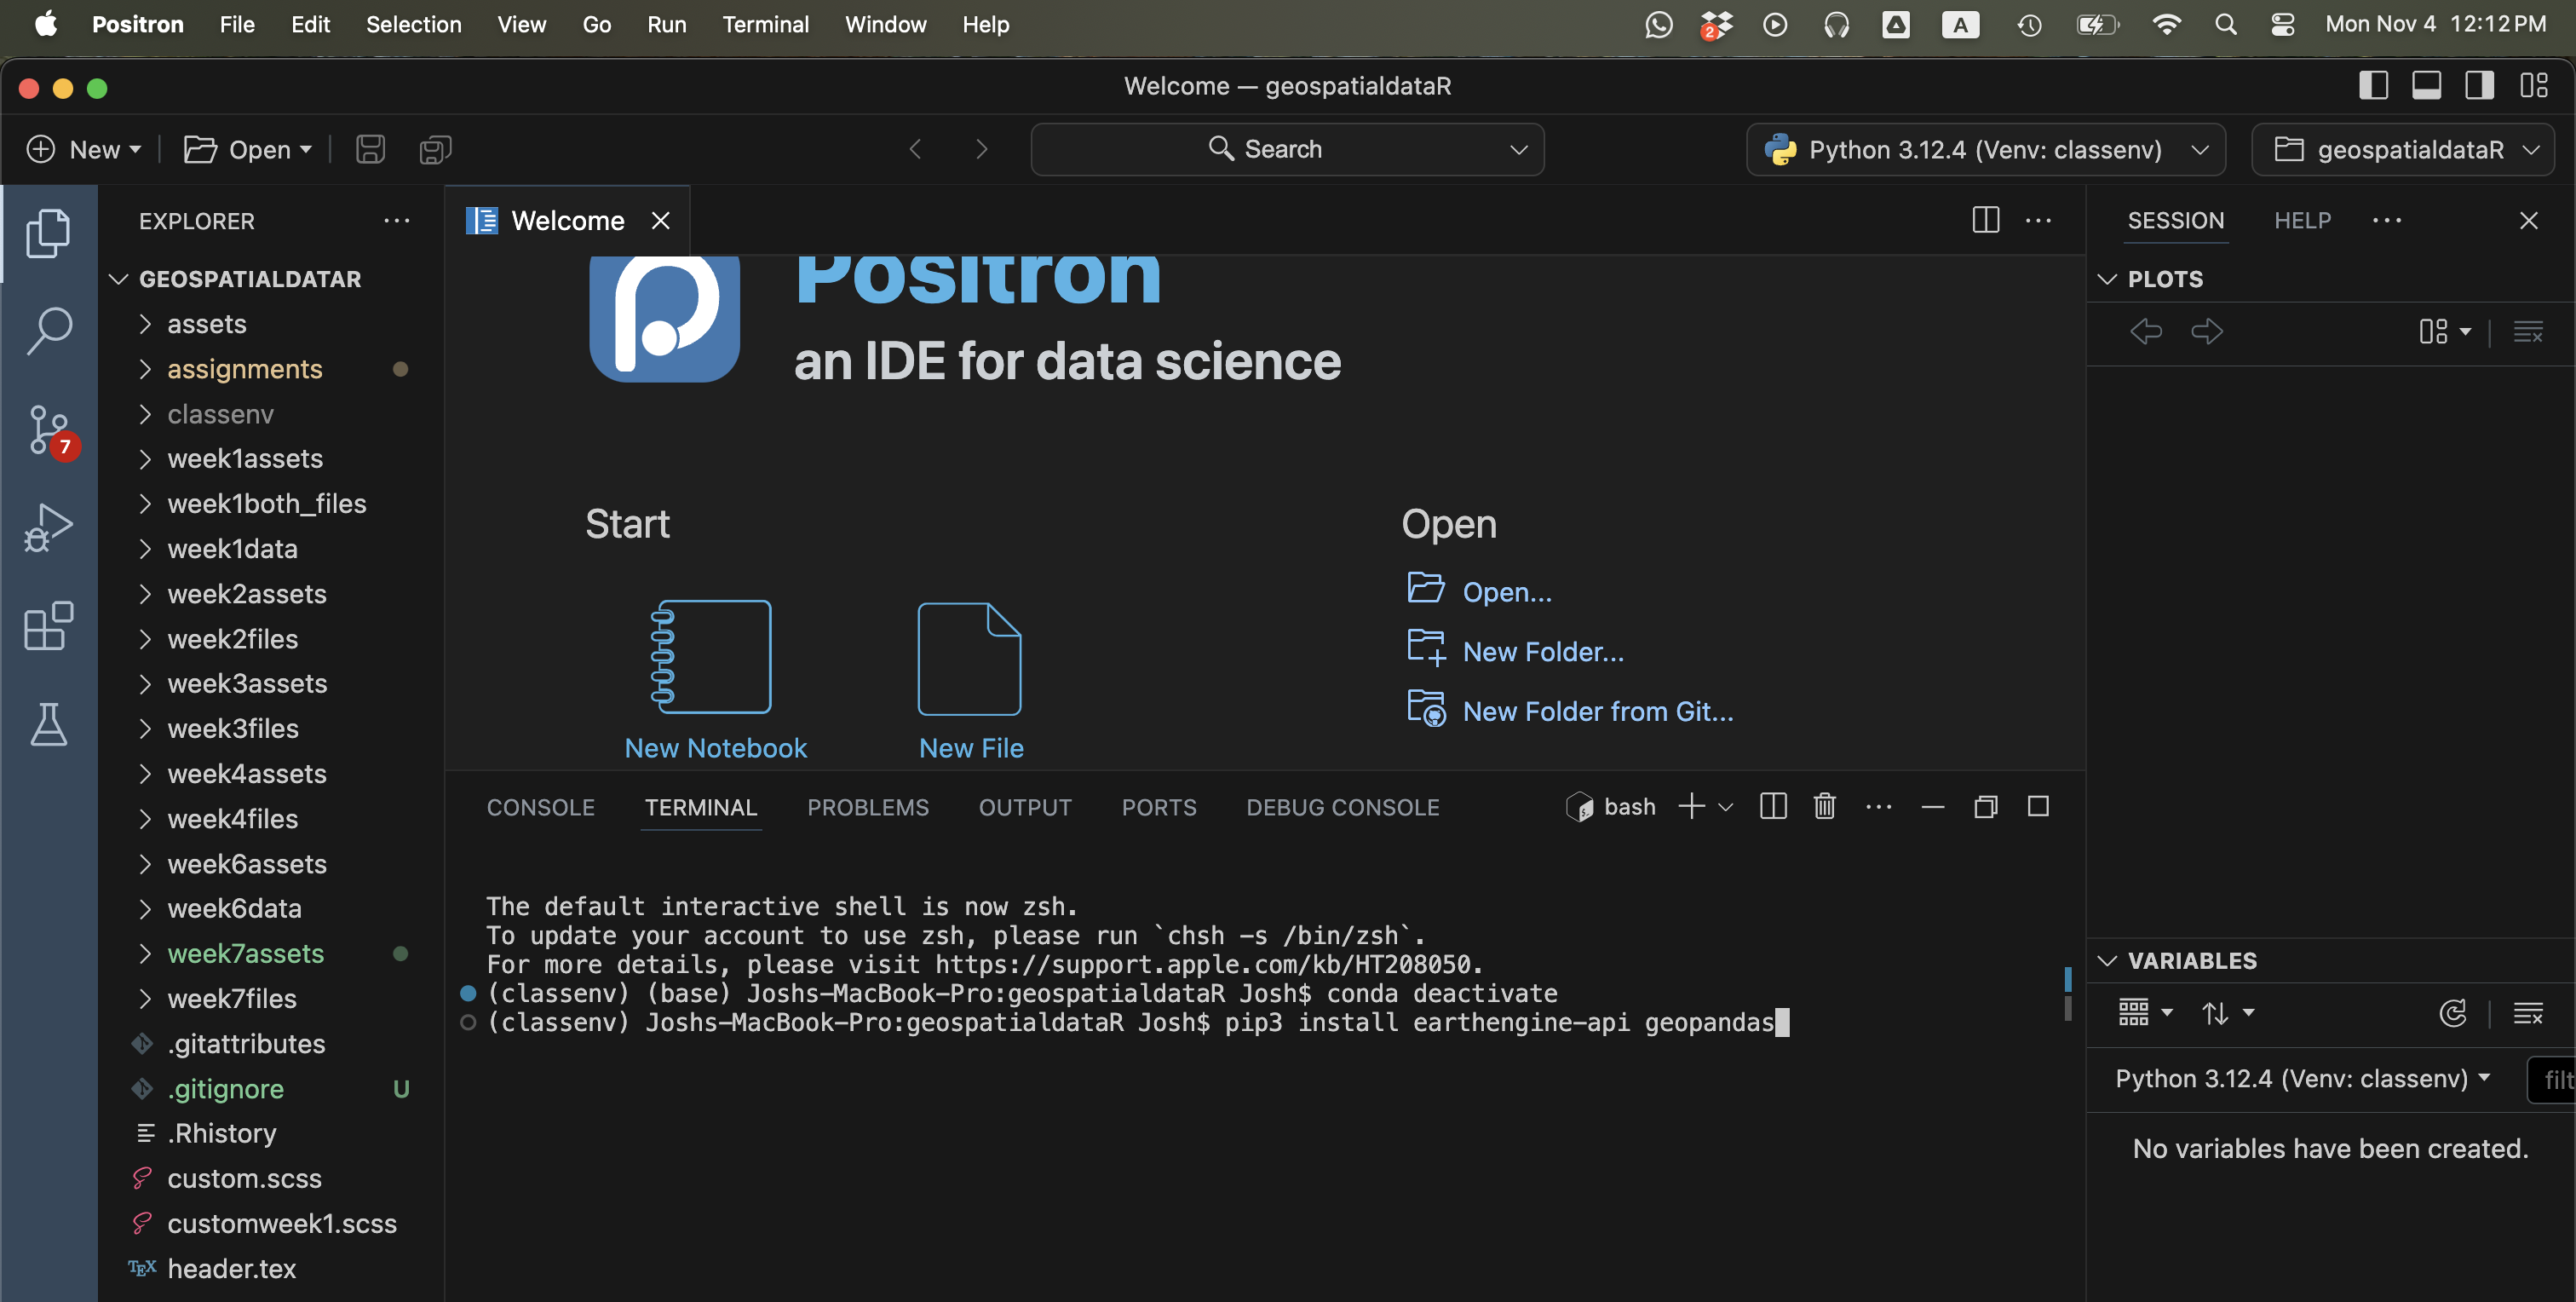 Positron File Edit Selection View Go Run Terminal Window Help
2 A Mon Nov 4 12:12 PM
Welcome — geospatialdataR
New Open Search Python 3.12.4 (Venv: classenv) geospatialdataR
EXPLORER
GEOSPATIALDATAR
assets
assignments
classenv
week1assets
week1both_files
week1data
week2assets
week2files
week3assets
week3files
week4assets
week4files
week6assets
week6data
week7assets
week7files
.gitattributes
.gitignore U
.Rhistory
custom.scss
customweek1.scss
TEX header.tex
7
Welcome
Positron
an IDE for data science
Start
New Notebook
New File
Open
Open...
New Folder...
New Folder from Git...
CONSOLE TERMINAL PROBLEMS OUTPUT PORTS DEBUG CONSOLE bash
The default interactive shell is now zsh.
To update your account to use zsh, please run `chsh -s /bin/zsh`.
For more details, please visit https://support.apple.com/kb/HT208050.
(classenv) (base) Joshs-MacBook-Pro:geospatialdataR Josh$ conda deactivate
(classenv) Joshs-MacBook-Pro:geospatialdataR Josh$ pip3 install earthengine-api geopandas
SESSION HELP
PLOTS
VARIABLES
Python 3.12.4 (Venv: classenv) filt
No variables have been created.